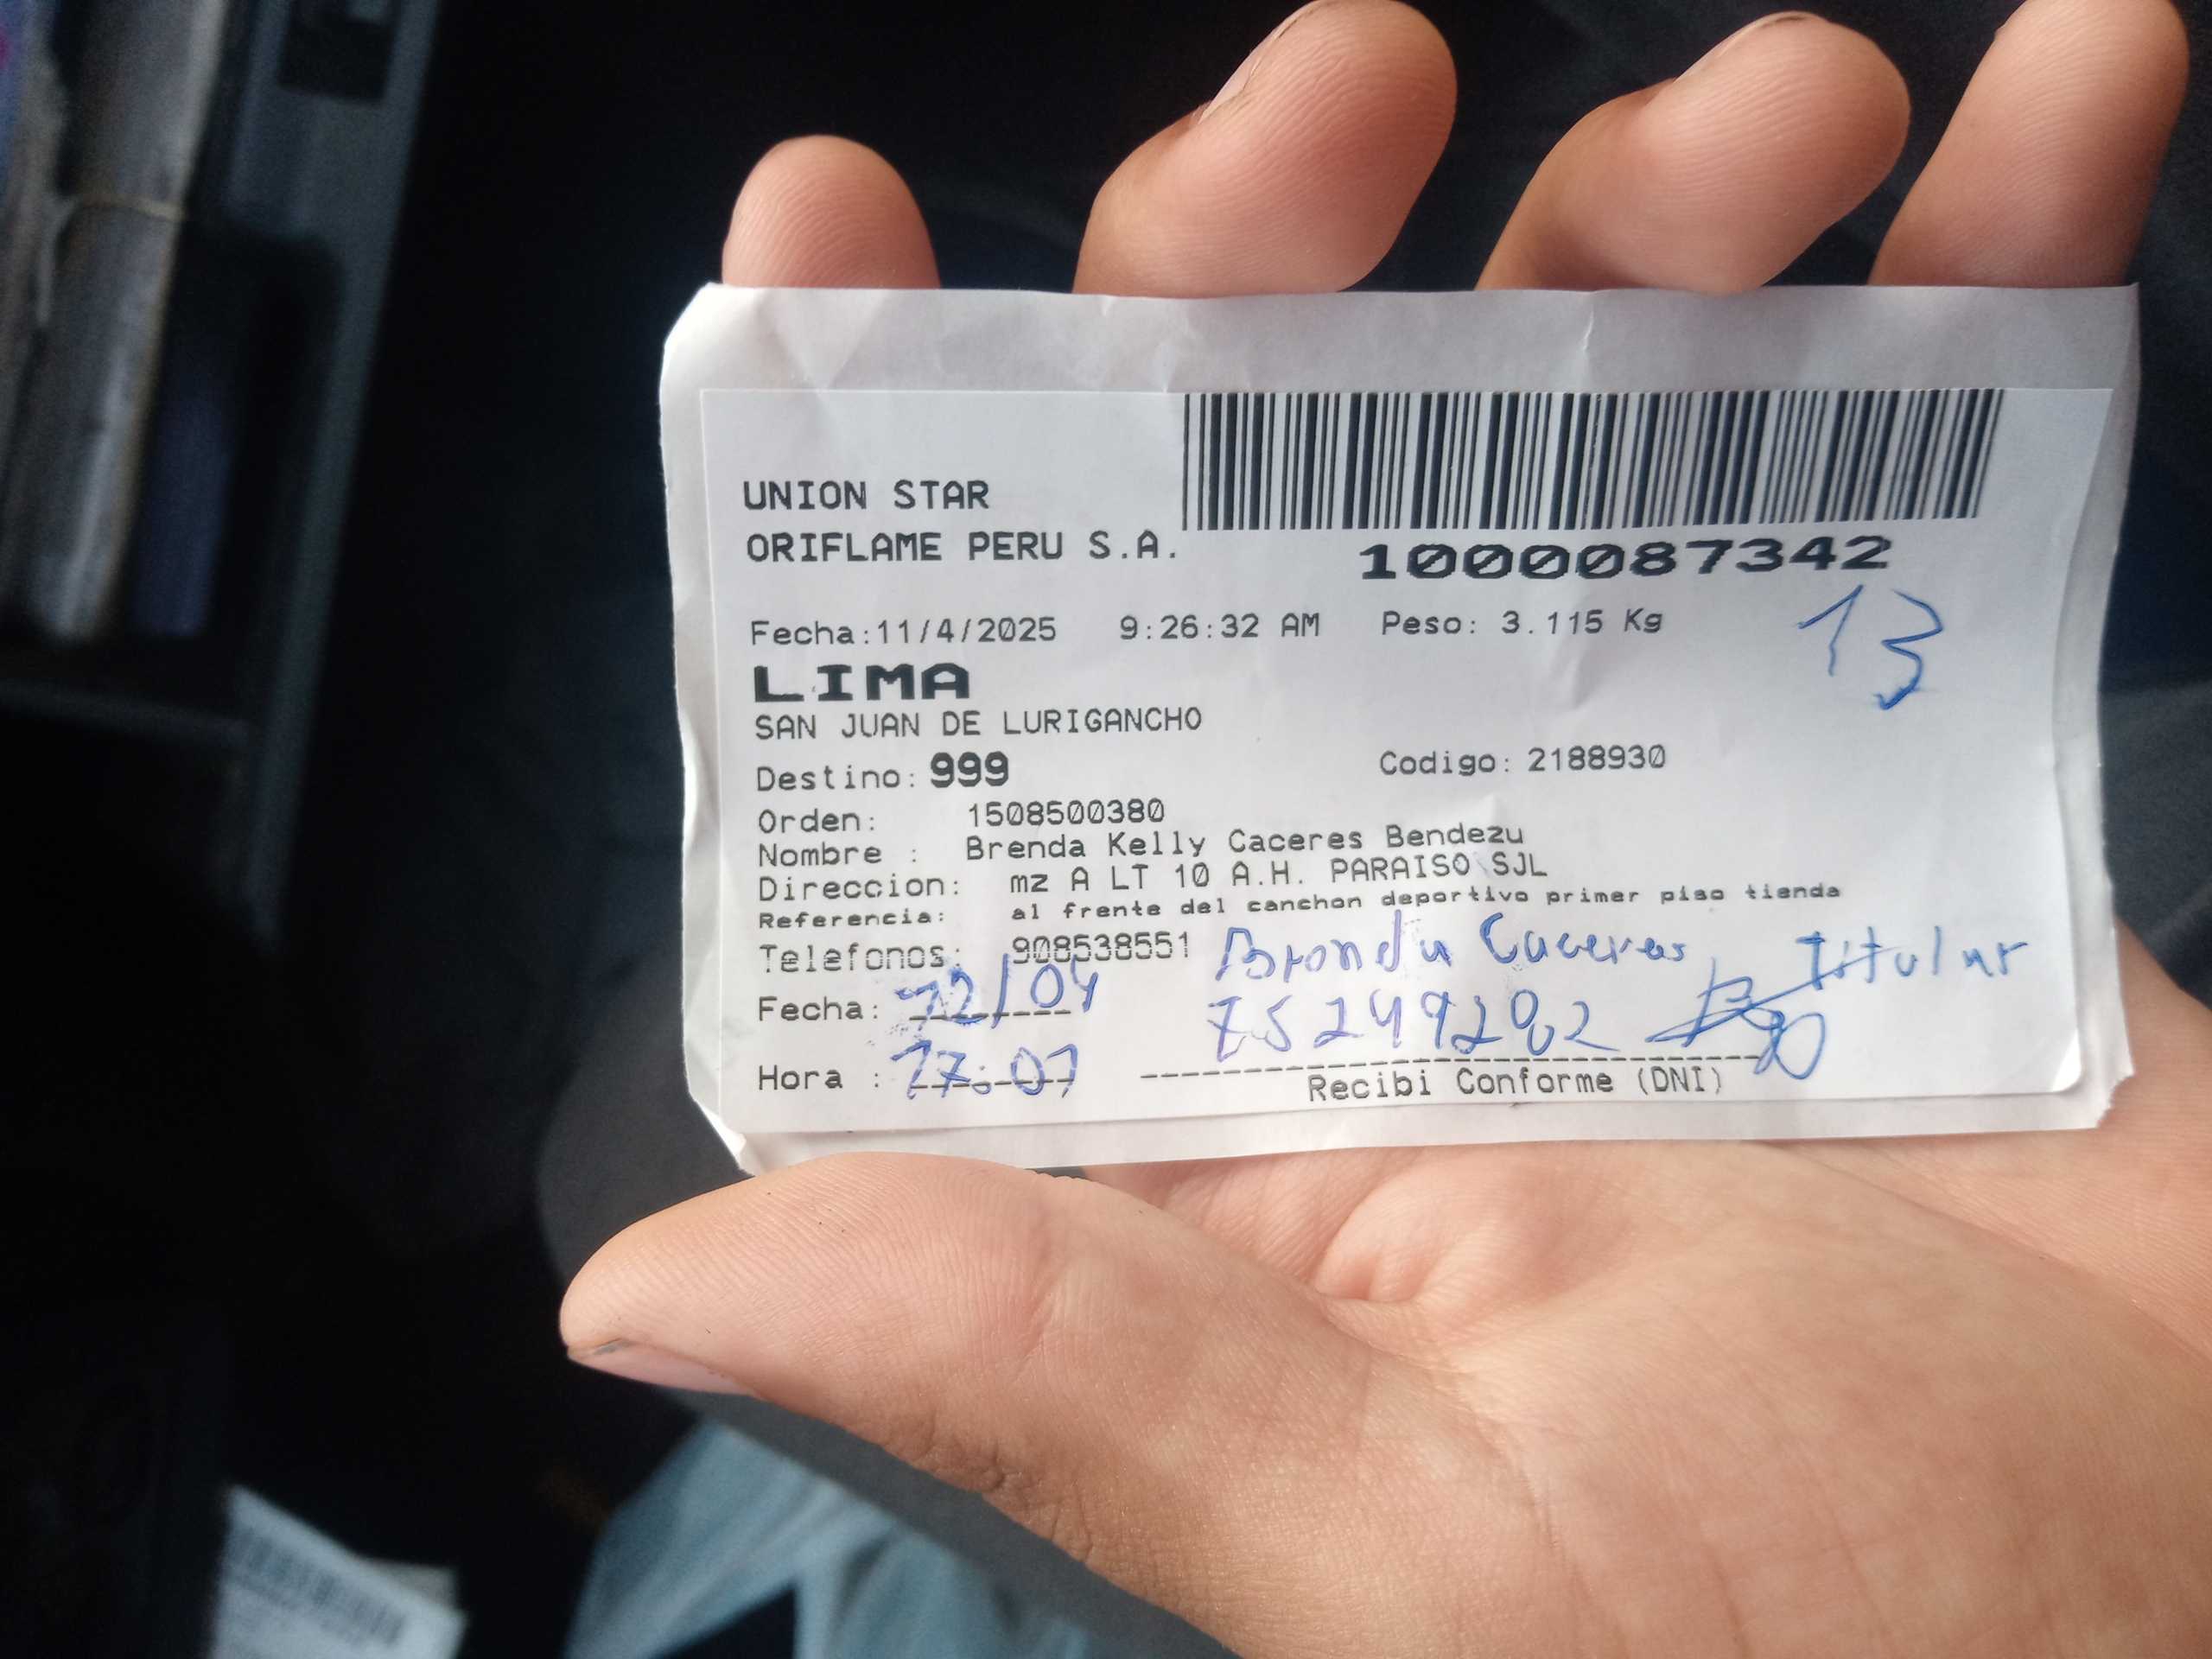 UNION STAR
ORIFLAME PERU S.A.
1000087342
Fecha:11/4/2025 9:26:32 AM Peso: 3.115 Kg
13
LIMA
SAN JUAN DE LURIGANCHO
Destino: 999 Codigo: 2188930
Orden: 1508500380
Nombre : Brenda Kelly Caceres Bendezu
Direccion: mz A LT 10 A.H. PARAISO SJL
Referencia: al frente del canchon deportivo primer piso tienda
Telefonos: 908538551 Brenda Caceres Titular
Fecha: 12/04
Hora : 17:01
Recibi Conforme (DNI)